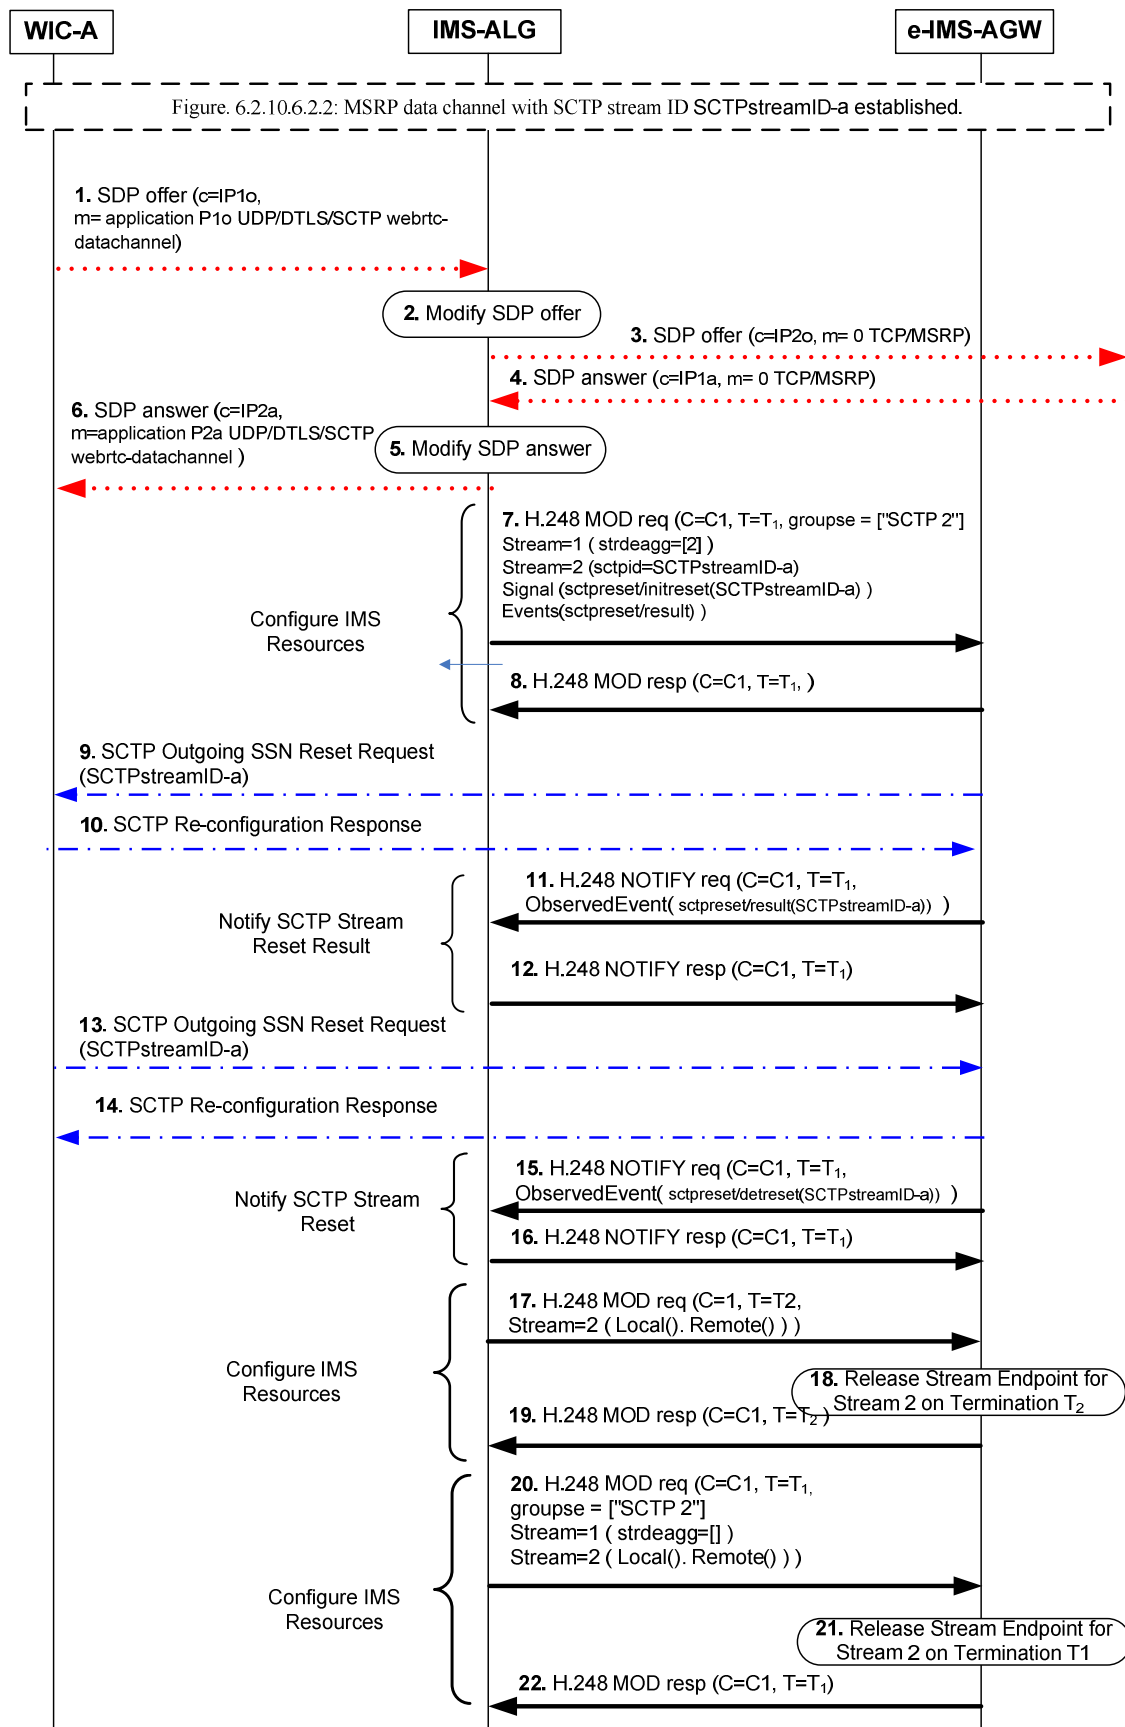 WIC-A
IMS-ALG
e-IMS-AGW
Figure. 6.2.10.6.2.2: MSRP data channel with SCTP stream ID SCTPstreamID-a established.
1. SDP offer (c=IP1o,
m= application P1o UDP/DTLS/SCTP webrtc-
datachannel)
2. Modify SDP offer
3. SDP offer (c=IP2o, m= 0 TCP/MSRP)
4. SDP answer (c=IP1a, m= 0 TCP/MSRP)
6. SDP answer (c=IP2a,
m=application P2a UDP/DTLS/SCTP
webrtc-datachannel )
5. Modify SDP answer
7. H.248 MOD req (C=C1, T=T1, groupse = ["SCTP 2"]
Stream=1 ( strdeagg=[2] )
Stream=2 (sctpid=SCTPstreamID-a)
Signal (sctpreset/initreset(SCTPstreamID-a) )
Events(sctpreset/result) )
Configure IMS
Resources
8. H.248 MOD resp (C=C1, T=T1, )
9. SCTP Outgoing SSN Reset Request
(SCTPstreamID-a)
10. SCTP Re-configuration Response
11. H.248 NOTIFY req (C=C1, T=T1,
ObservedEvent( sctpreset/result(SCTPstreamID-a)) )
Notify SCTP Stream
Reset Result
12. H.248 NOTIFY resp (C=C1, T=T1)
13. SCTP Outgoing SSN Reset Request
(SCTPstreamID-a)
14. SCTP Re-configuration Response
15. H.248 NOTIFY req (C=C1, T=T1,
ObservedEvent( sctpreset/detreset(SCTPstreamID-a)) )
Notify SCTP Stream
Reset
16. H.248 NOTIFY resp (C=C1, T=T1)
17. H.248 MOD req (C=1, T=T2,
Stream=2 ( Local(). Remote() ) )
Configure IMS
Resources
18. Release Stream Endpoint for
Stream 2 on Termination T2
19. H.248 MOD resp (C=C1, T=T2 )
20. H.248 MOD req (C=C1, T=T1,
groupse = ["SCTP 2"]
Stream=1 ( strdeagg=[] )
Stream=2 ( Local(). Remote() ) )
Configure IMS
Resources
21. Release Stream Endpoint for
Stream 2 on Termination T1
22. H.248 MOD resp (C=C1, T=T1)